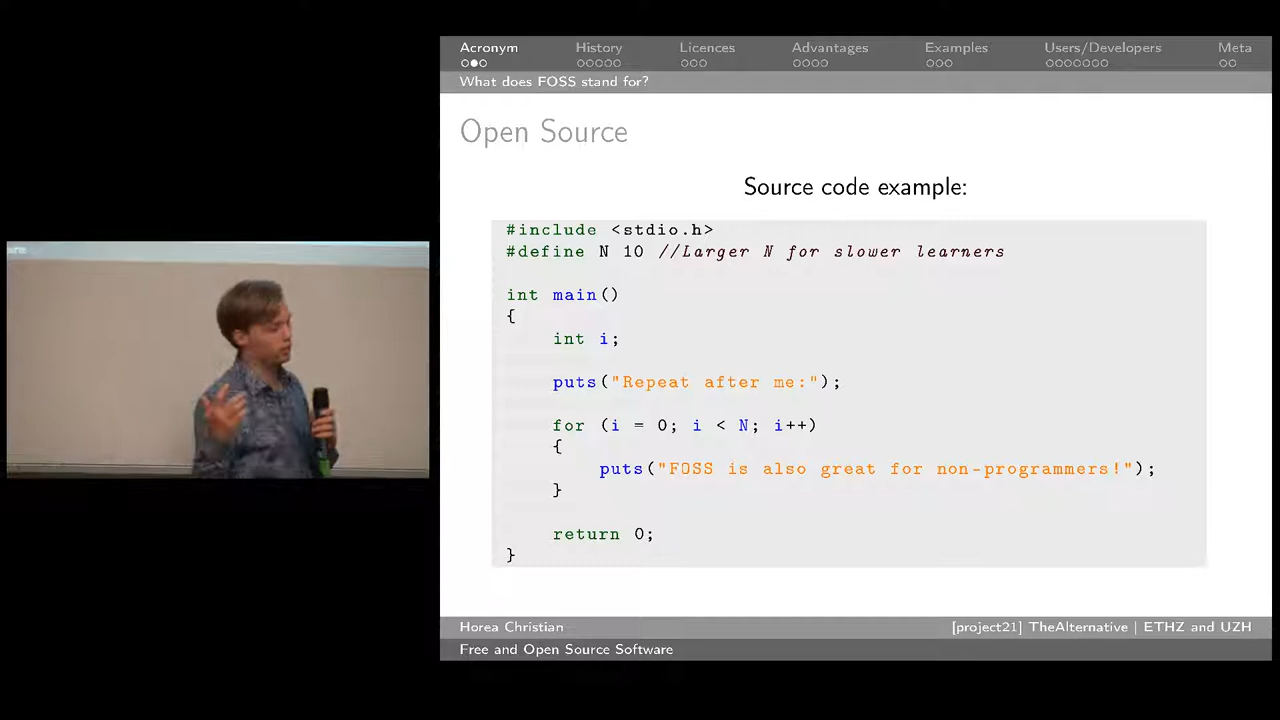 Acronym History Licences Advantages Examples Users/Developers Meta
What does FOSS stand for?
Open Source
Source code example:
#include <stdio.h>
#define N 10 //Larger N for slower learners
int main()
{
    int i;
    puts("Repeat after me:");
    for (i = 0; i < N; i++)
    {
        puts("FOSS is also great for non-programmers!");
    }
    return 0;
}
Horea Christian [project21] TheAlternative | ETHZ and UZH
Free and Open Source Software